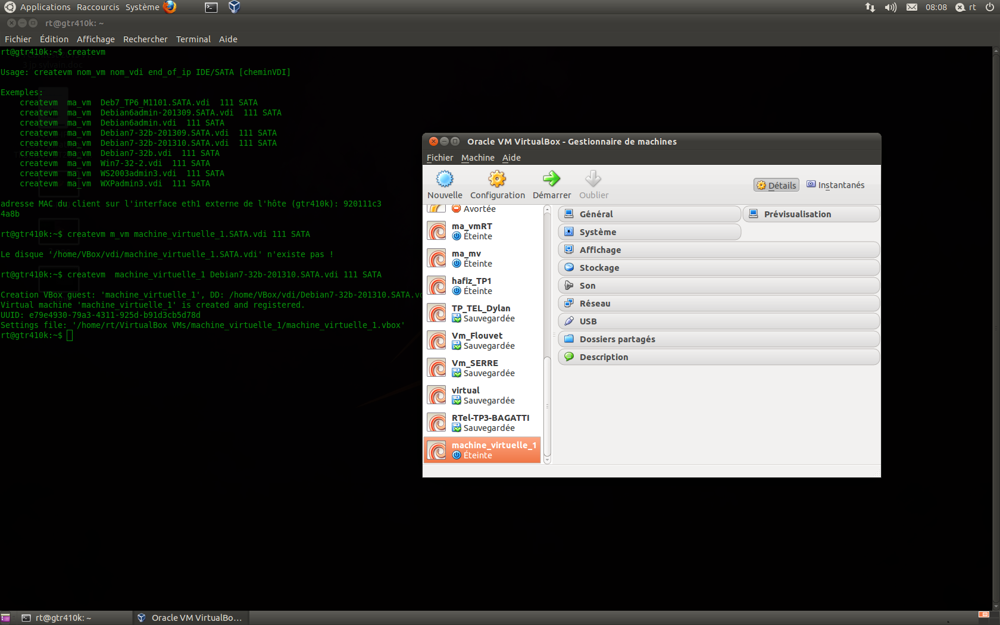 Applications Raccourcis Système
08:08 rt
rt@gtr410k: ~
Fichier Édition Affichage Rechercher Terminal Aide
rt@gtr410k:~$ createvm
Usage: createvm nom_vm nom_vdi end_of_ip IDE/SATA [cheminVDI]
Exemples:
createvm ma_vm Deb7_TP6_M1101.SATA.vdi 111 SATA
createvm ma_vm Debian6admin-201309.SATA.vdi 111 SATA
createvm ma_vm Debian6admin.vdi 111 SATA
createvm ma_vm Debian7-32b-201309.SATA.vdi 111 SATA
createvm ma_vm Debian7-32b-201310.SATA.vdi 111 SATA
createvm ma_vm Debian7-32b.vdi 111 SATA
createvm ma_vm Win7-32-2.vdi 111 SATA
createvm ma_vm WS2003admin3.vdi 111 SATA
createvm ma_vm WXPadmin3.vdi 111 SATA
adresse MAC du client sur l'interface eth1 externe de l'hôte (gtr410k): 920111c3
4a8b
rt@gtr410k:~$ createvm m_vm machine_virtuelle_1.SATA.vdi 111 SATA
Le disque '/home/VBox/vdi/machine_virtuelle_1.SATA.vdi' n'existe pas !
rt@gtr410k:~$ createvm machine_virtuelle_1 Debian7-32b-201310.SATA.vdi 111 SATA
Creation VBox guest: 'machine_virtuelle_1', DD: /home/VBox/vdi/Debian7-32b-201310.SATA.v
Virtual machine 'machine_virtuelle_1' is created and registered.
UUID: e79e4930-79a3-4311-925d-b91d3cb5d78d
Settings file: '/home/rt/VirtualBox VMs/machine_virtuelle_1/machine_virtuelle_1.vbox'
rt@gtr410k:~$
Oracle VM VirtualBox - Gestionnaire de machines
Fichier Machine Aide
Nouvelle Configuration Démarrer Oublier
Détails Instantanés
Avortée
ma_vmRT
Éteinte
ma_mv
Éteinte
hafiz_TP1
Éteinte
TP_TEL_Dylan
Sauvegardée
Vm_Flouvet
Sauvegardée
Vm_SERRE
Sauvegardée
virtual
Sauvegardée
RTel-TP3-BAGATTI
Sauvegardée
machine_virtuelle_1
Éteinte
Général
Prévisualisation
Système
Affichage
Stockage
Son
Réseau
USB
Dossiers partagés
Description
rt@gtr410k: ~
Oracle VM VirtualBo...